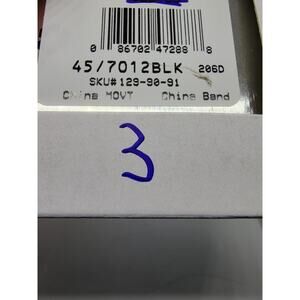 0 86702 47288 8
45/7012BLK 206D
SKU# 129-90-91
China MOVT China Band
3